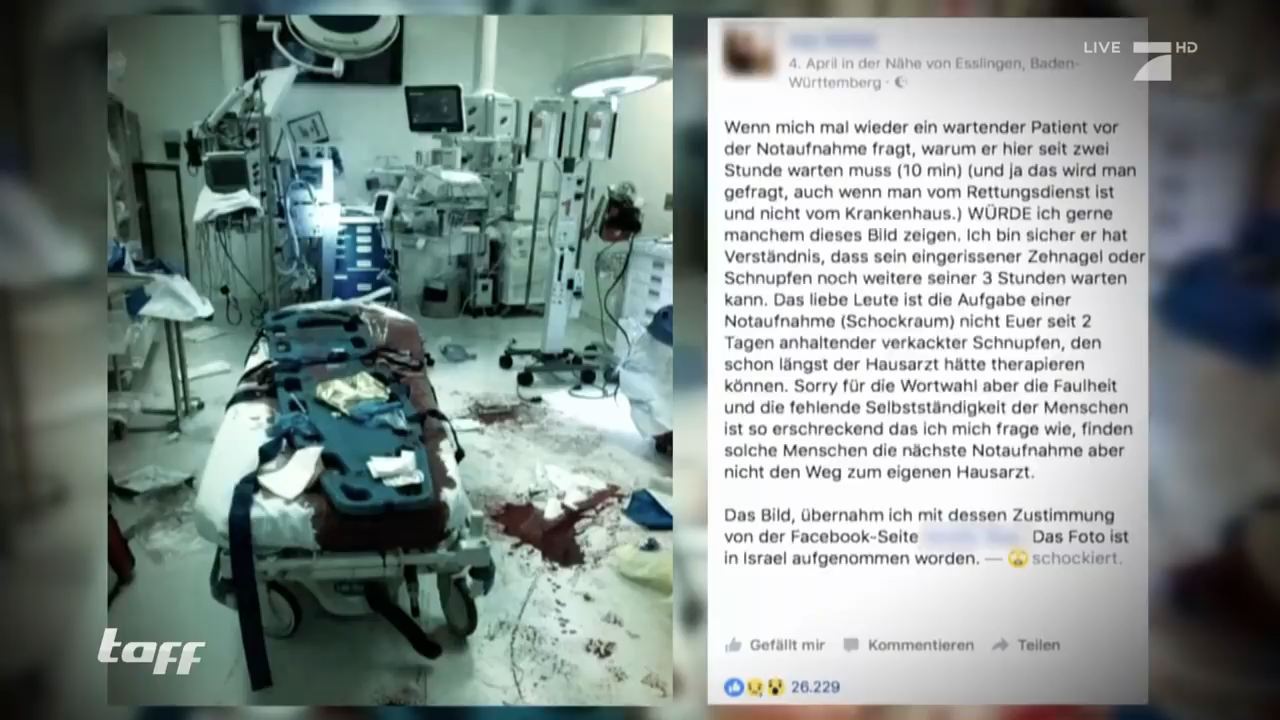 LIVE 7 HD
4. April in der Nähe von Esslingen, Baden-
Württemberg ·
Wenn mich mal wieder ein wartender Patient vor
der Notaufnahme fragt, warum er hier seit zwei
Stunde warten muss (10 min) (und ja das wird man
gefragt, auch wenn man vom Rettungsdienst ist
und nicht vom Krankenhaus.) WÜRDE ich gerne
manchem dieses Bild zeigen. Ich bin sicher er hat
Verständnis, dass sein eingerissener Zehnagel oder
Schnupfen noch weitere seiner 3 Stunden warten
kann. Das liebe Leute ist die Aufgabe einer
Notaufnahme (Schockraum) nicht Euer seit 2
Tagen anhaltender verkackter Schnupfen, den
schon längst der Hausarzt hätte therapieren
können. Sorry für die Wortwahl aber die Faulheit
und die fehlende Selbstständigkeit der Menschen
ist so erschreckend das ich mich frage wie, finden
solche Menschen die nächste Notaufnahme aber
nicht den Weg zum eigenen Hausarzt.
Das Bild, übernahm ich mit dessen Zustimmung
von der Facebook-Seite Das Foto ist
in Israel aufgenommen worden. — schockiert.
Gefällt mir Kommentieren Teilen
26.229
taff